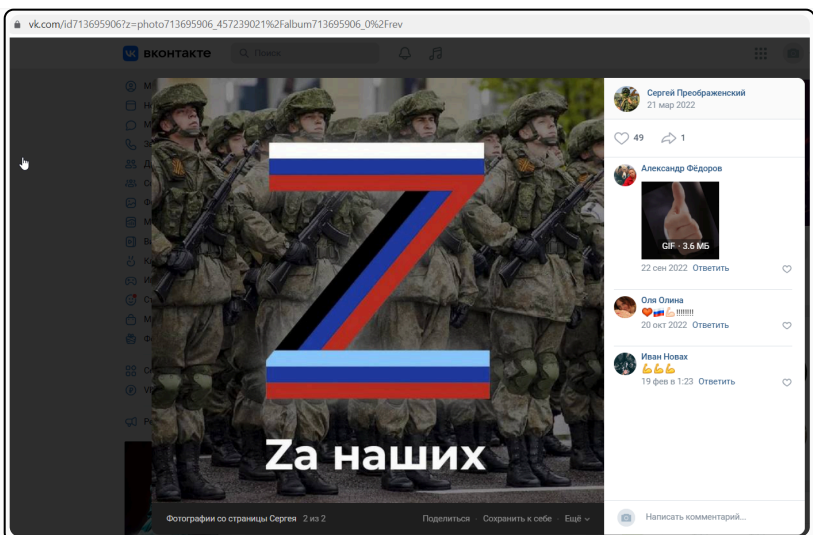 vk.com/id713695906?z=photo713695906_457239021%2Falbum713695906_0%2Frev
вконтакте
Поиск
Zа наших
Фотографии со страницы Сергея 2 из 2
Поделиться · Сохранить к себе · Ещё
Сергей Преображенский
21 мар 2022
49 1
Александр Фёдоров
GIF · 3.6 МБ
22 сен 2022 Ответить
Оля Олина
❤️🇷🇺💪🏻!!!!!!!!
20 окт 2022 Ответить
Иван Новах
💪💪💪
19 фев в 1:23 Ответить
Написать комментарий...